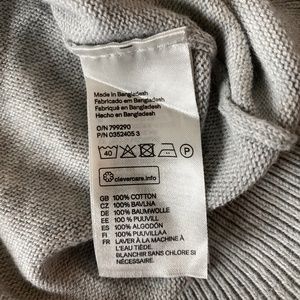 Made in Bangladesh
Fabricado em Bangladesh
Fabriqué en Bangladesh
Hecho en Bangladesh
O/N 799290
P/N 0352405 3
40 P
clevercare.info
GB 100% COTTON
CZ 100% BAVLNA
DE 100% BAUMWOLLE
EE 100% PUUVILL
ES 100% ALGODÓN
FI 100% PUUVILLAA
FR LAVER À LA MACHINE À
L'EAU TIÈDE.
BLANCHIR SANS CHLORE SI
NÉCESSAIRE.